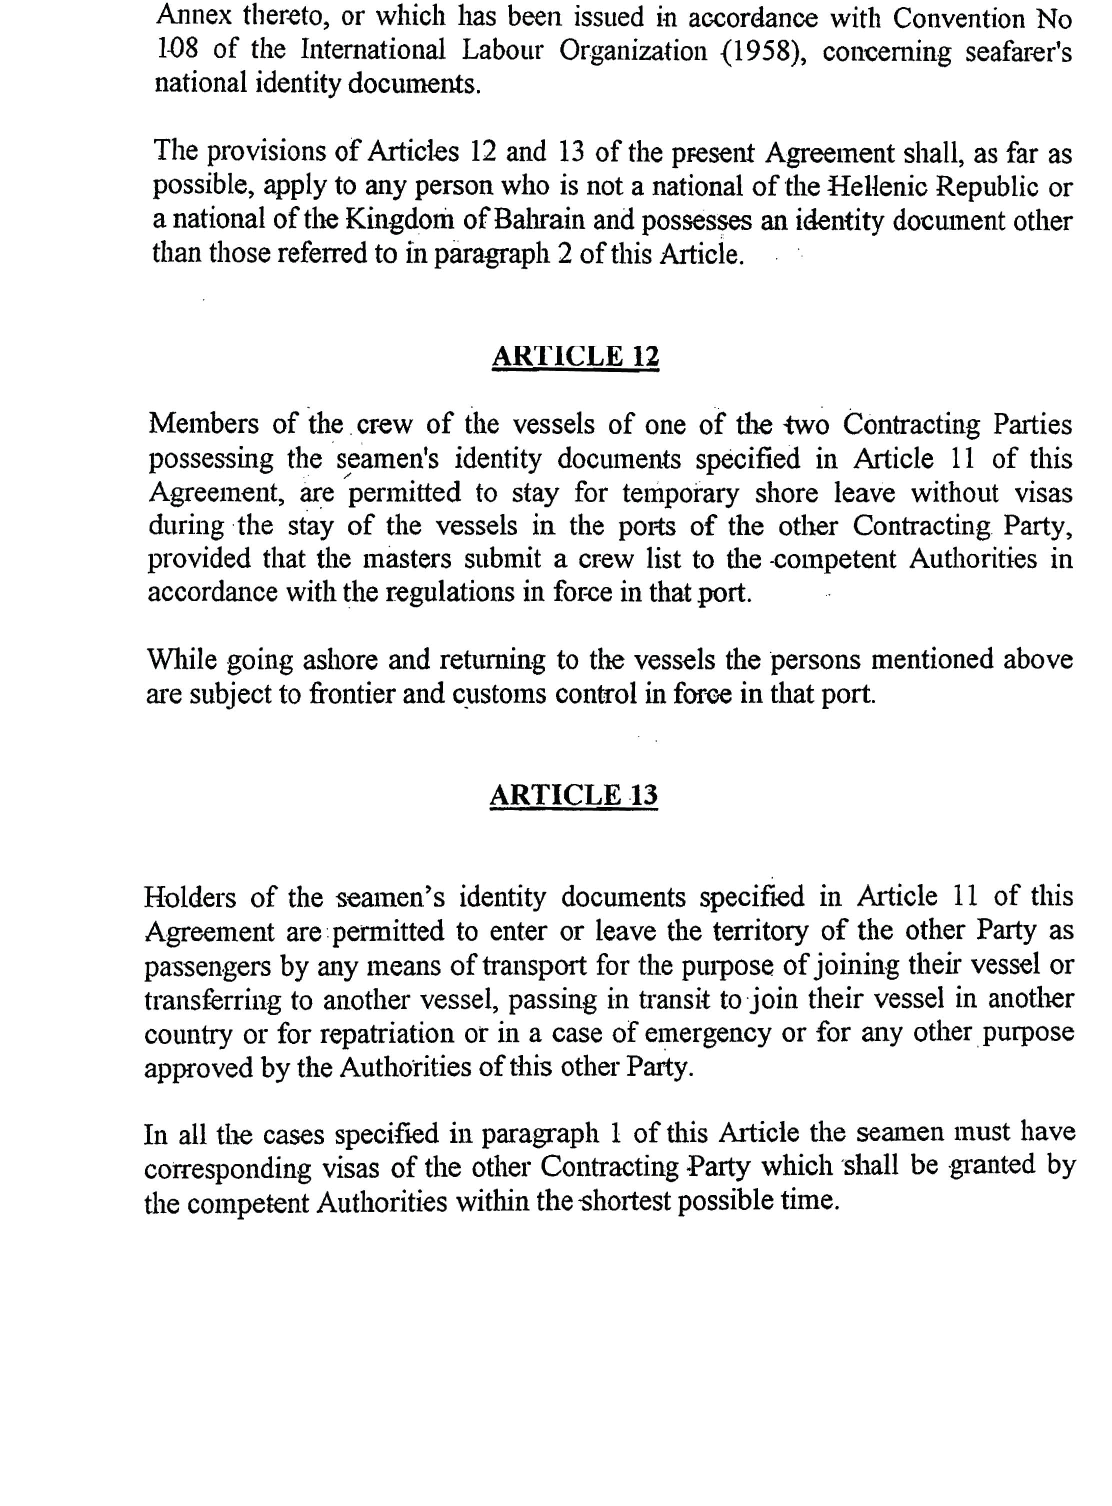 Annex thereto, or which has been issued in accordance with Convention No
108 of the International Labour Organization (1958), concerning seafarer's
national identity documents.
The provisions of Articles 12 and 13 of the present Agreement shall, as far as
possible, apply to any person who is not a national of the Hellenic Republic or
a national of the Kingdom of Bahrain and possesses an identity document other
than those referred to in paragraph 2 of this Article.
ARTICLE 12
Members of the crew of the vessels of one of the two Contracting Parties
possessing the seamen's identity documents specified in Article 11 of this
Agreement, are permitted to stay for temporary shore leave without visas
during the stay of the vessels in the ports of the other Contracting Party,
provided that the masters submit a crew list to the competent Authorities in
accordance with the regulations in force in that port.
While going ashore and returning to the vessels the persons mentioned above
are subject to frontier and customs control in force in that port.
ARTICLE 13
Holders of the seamen’s identity documents specified in Article 11 of this
Agreement are permitted to enter or leave the territory of the other Party as
passengers by any means of transport for the purpose of joining their vessel or
transferring to another vessel, passing in transit to join their vessel in another
country or for repatriation or in a case of emergency or for any other purpose
approved by the Authorities of this other Party.
In all the cases specified in paragraph 1 of this Article the seamen must have
corresponding visas of the other Contracting Party which shall be granted by
the competent Authorities within the shortest possible time.